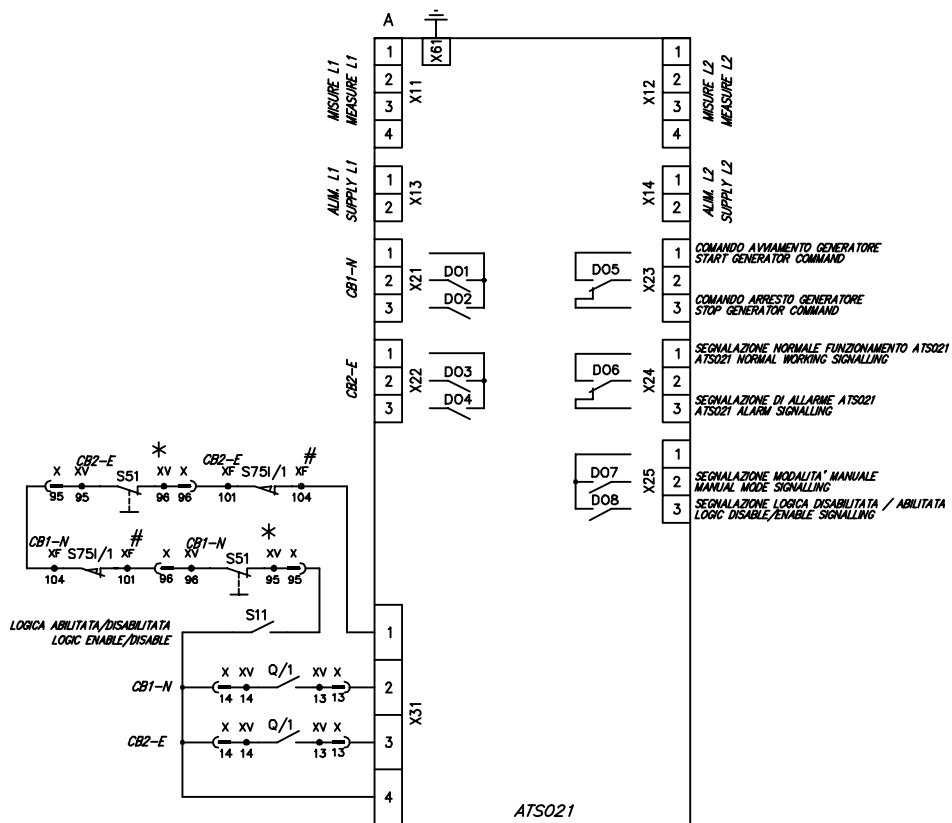 A
X61
MISURE L1
MEASURE L1
1
2
3
4
X11
X12
1
2
3
4
MISURE L2
MEASURE L2
ALIM. L1
SUPPLY L1
1
2
X13
X14
1
2
ALIM. L2
SUPPLY L2
CB1-N
1
2
3
X21
DO1
DO2
DO5
X23
1
2
3
COMANDO AVVIAMENTO GENERATORE
START GENERATOR COMMAND
COMANDO ARRESTO GENERATORE
STOP GENERATOR COMMAND
CB2-E
1
2
3
X22
DO3
DO4
DO6
X24
1
2
3
SEGNALAZIONE NORMALE FUNZIONAMENTO ATS021
ATS021 NORMAL WORKING SIGNALLING
SEGNALAZIONE DI ALLARME ATS021
ATS021 ALARM SIGNALLING
DO7
DO8
X25
1
2
3
SEGNALAZIONE MODALITA' MANUALE
MANUAL MODE SIGNALLING
SEGNALAZIONE LOGICA DISABILITATA / ABILITATA
LOGIC DISABLE/ENABLE SIGNALLING
CB2-E * CB2-E #
X XV S51 XV X XF S75I/1 XF
95 95 96 96 101 104
CB1-N # CB1-N *
XF S75I/1 XF X XV S51 XV X
104 101 96 96 95 95
LOGICA ABILITATA/DISABILITATA
LOGIC ENABLE/DISABLE
S11
1
CB1-N
X XV Q/1 XV X
14 14 13 13
2
X31
CB2-E
X XV Q/1 XV X
14 14 13 13
3
4
ATS021